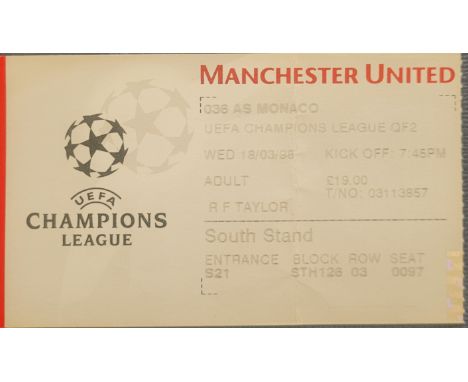 MANCHESTER UNITED
036 AS MONACO
UEFA CHAMPIONS LEAGUE QF2
WED 18/03/98 KICK OFF: 7:45PM
ADULT £19.00
T/NO: 03113857
R F TAYLOR
South Stand
ENTRANCE BLOCK ROW SEAT
S21 STH126 03 0097
UEFA
CHAMPIONS
LEAGUE